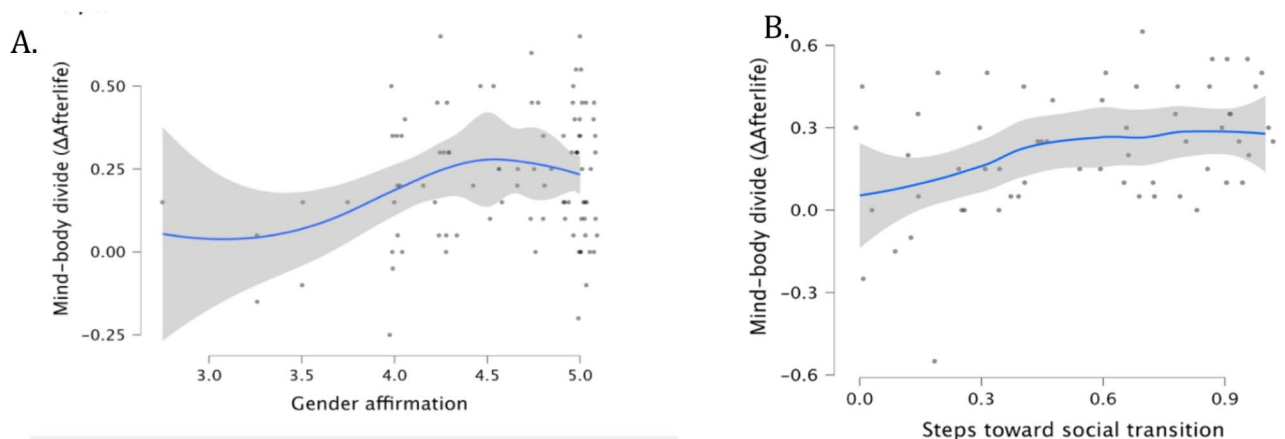 A.
Mind-body divide (ΔAfterlife)
0.50
0.25
0.00
−0.25
3.0 3.5 4.0 4.5 5.0
Gender affirmation
B.
Mind-body divide (ΔAfterlife)
0.6
0.3
0.0
−0.3
−0.6
0.0 0.3 0.6 0.9
Steps toward social transition